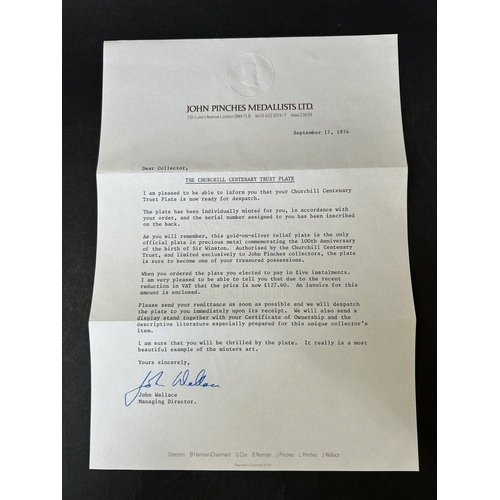 JOHN PINCHES MEDALLISTS LTD.
September 17, 1974
Dear Collector,
THE CHURCHILL CENTENARY TRUST PLATE
I am pleased to be able to inform you that your Churchill Centenary
Trust Plate is now ready for despatch.
The plate has been individually minted for you, in accordance with
your order, and the serial number assigned to you has been inscribed
on the back.
As you will remember, this gold-on-silver relief plate is the only
official plate in precious metal commemorating the 100th Anniversary
of the birth of Sir Winston. Authorised by the Churchill Centenary
Trust, and limited exclusively to John Pinches collectors, the plate
is sure to become one of your treasured possessions.
When you ordered the plate you elected to pay in five instalments.
I am very pleased to be able to tell you that due to the recent
reduction in VAT that the price is now £127.60. An invoice for this
amount is enclosed.
Please send your remittance as soon as possible and we will despatch
the plate to you immediately upon its receipt. We will also send a
display stand together with your Certificate of Ownership and the
descriptive literature especially prepared for this unique collector's
item.
I am sure that you will be thrilled by the plate. It really is a most
beautiful example of the minters art.
Yours sincerely,
John Wallace
John Wallace
Managing Director.
Directors B Harrison (Chairman) G Cox B Norman J Pinches L Pinches J Wallace